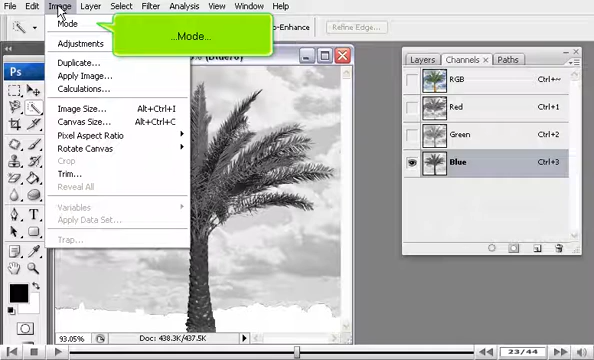 File Edit Image Layer Select Filter Analysis View Window Help
Mode
...Mode...
Enhance
Refine Edge...
Adjustments
Duplicate...
Apply Image...
Calculations...
Image Size... Alt+Ctrl+I
Canvas Size... Alt+Ctrl+C
Pixel Aspect Ratio
Rotate Canvas
Crop
Trim...
Reveal All
Variables
Apply Data Set...
Trap...
Ps
Layers Channels × Paths
RGB Ctrl+~
Red Ctrl+1
Green Ctrl+2
Blue Ctrl+3
93.05% Doc: 438.3K/437.5K
23/44